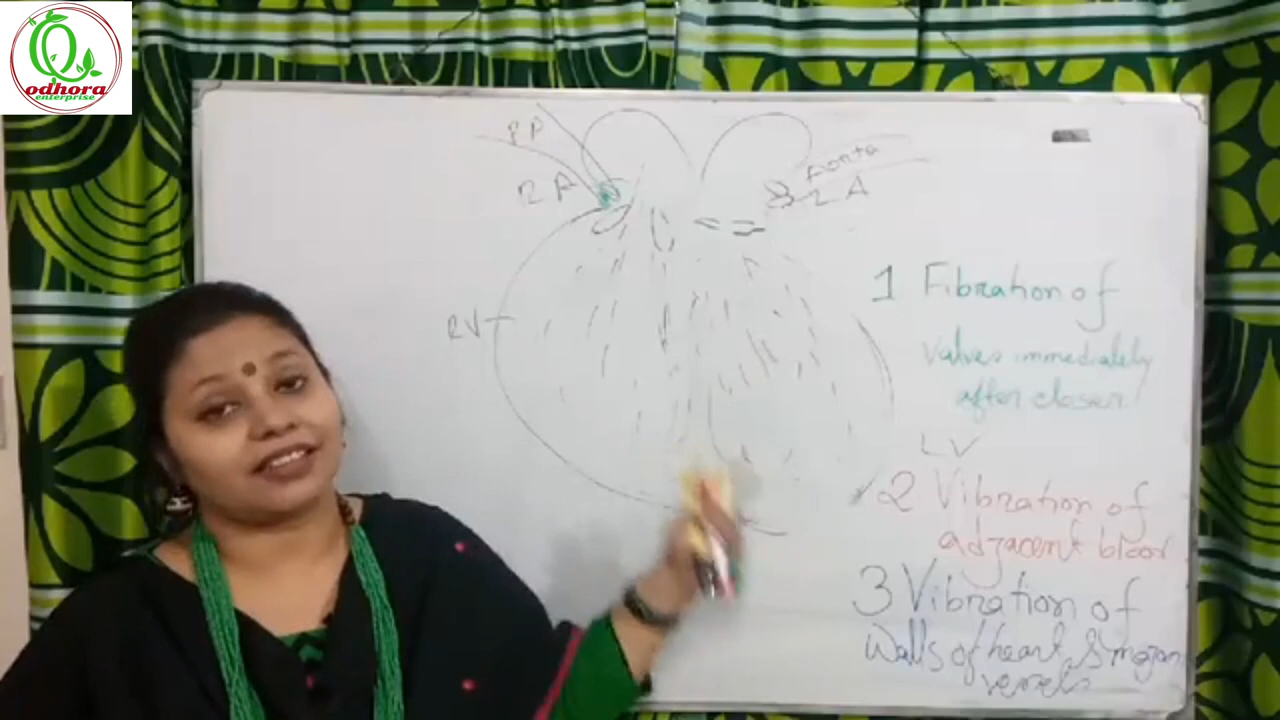 odhora
enterprise
PP
RA
Aorta
LA
RV
1 Fibration of
valves immediately
after closer
LV
2 Vibration of
adjacent blood
3 Vibration of
Walls of heart & major
vessels